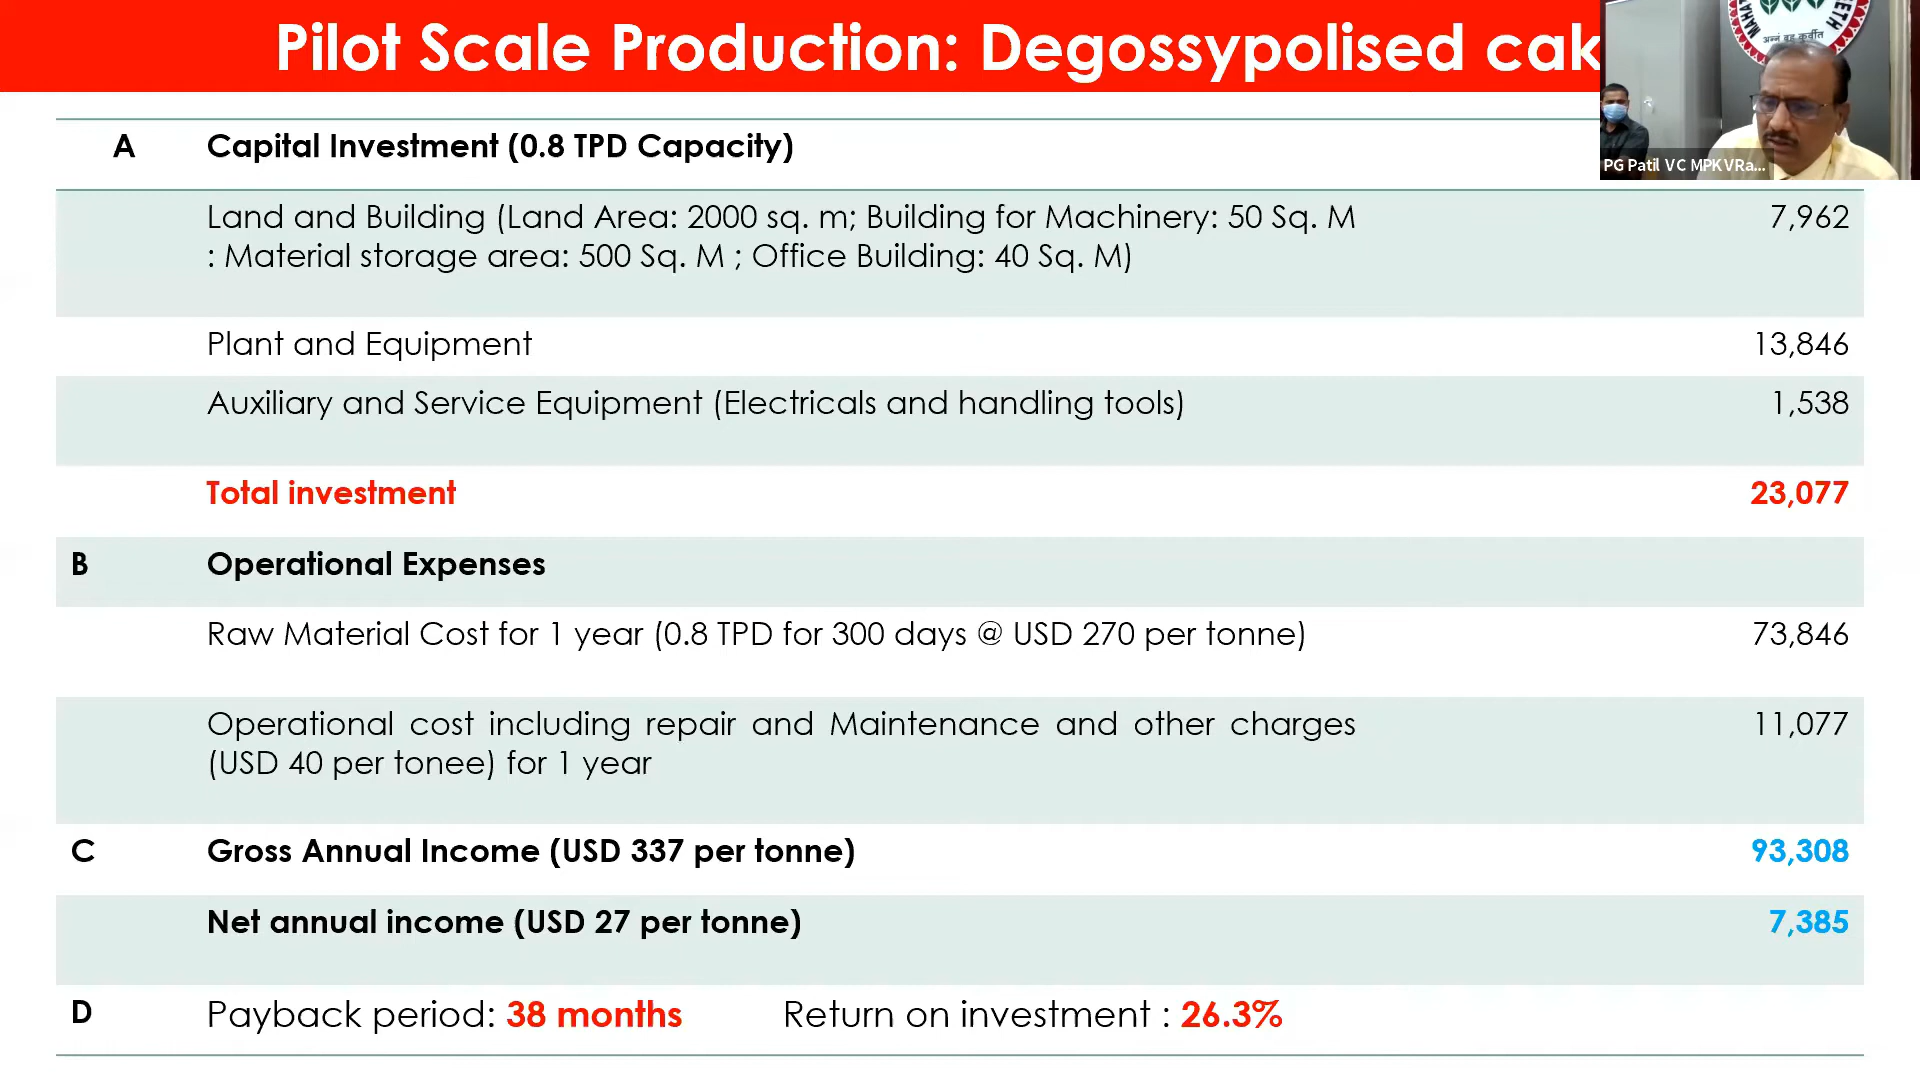 Pilot Scale Production: Degossypolised cak
अन्नं बहु कुर्वीत
PG Patil VC MPKVRa...
A Capital Investment (0.8 TPD Capacity)
Land and Building (Land Area: 2000 sq. m; Building for Machinery: 50 Sq. M 7,962
: Material storage area: 500 Sq. M ; Office Building: 40 Sq. M)
Plant and Equipment 13,846
Auxiliary and Service Equipment (Electricals and handling tools) 1,538
Total investment 23,077
B Operational Expenses
Raw Material Cost for 1 year (0.8 TPD for 300 days @ USD 270 per tonne) 73,846
Operational cost including repair and Maintenance and other charges 11,077
(USD 40 per tonee) for 1 year
C Gross Annual Income (USD 337 per tonne) 93,308
Net annual income (USD 27 per tonne) 7,385
D Payback period: 38 months Return on investment : 26.3%